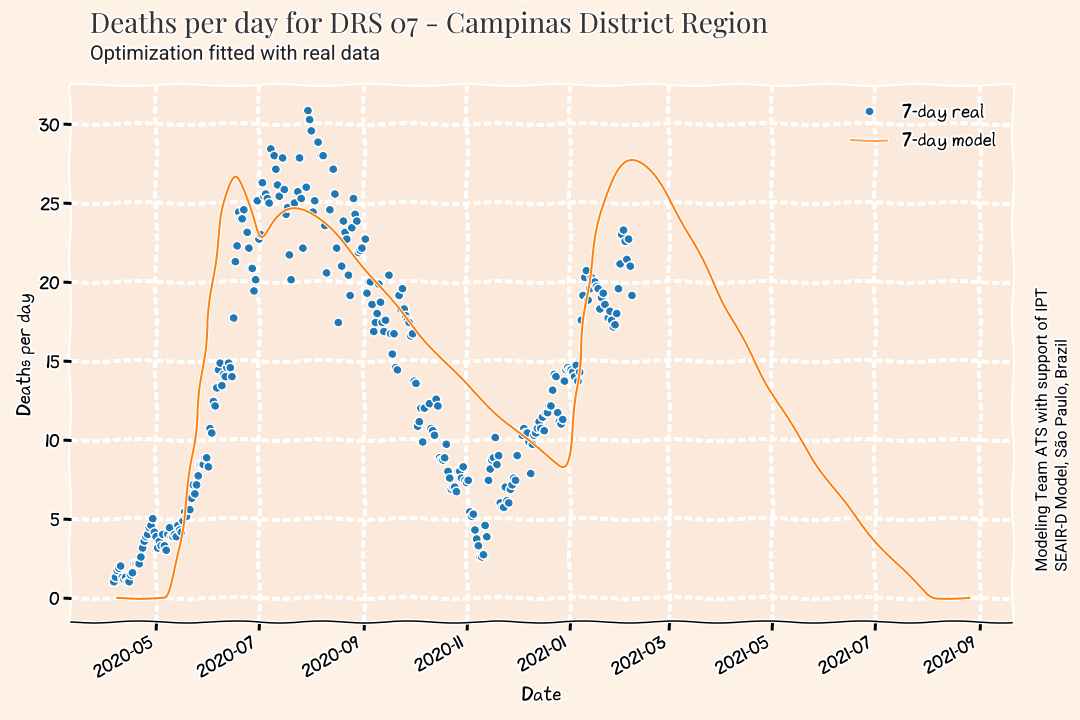 Deaths per day for DRS 07 - Campinas District Region
Optimization fitted with real data
7-day real
7-day model
30
25
20
15
10
5
0
Deaths per day
2020-05
2020-07
2020-09
2020-11
2021-01
2021-03
2021-05
2021-07
2021-09
Date
Modeling Team ATS with support of IPT
SEAIR-D Model, São Paulo, Brazil